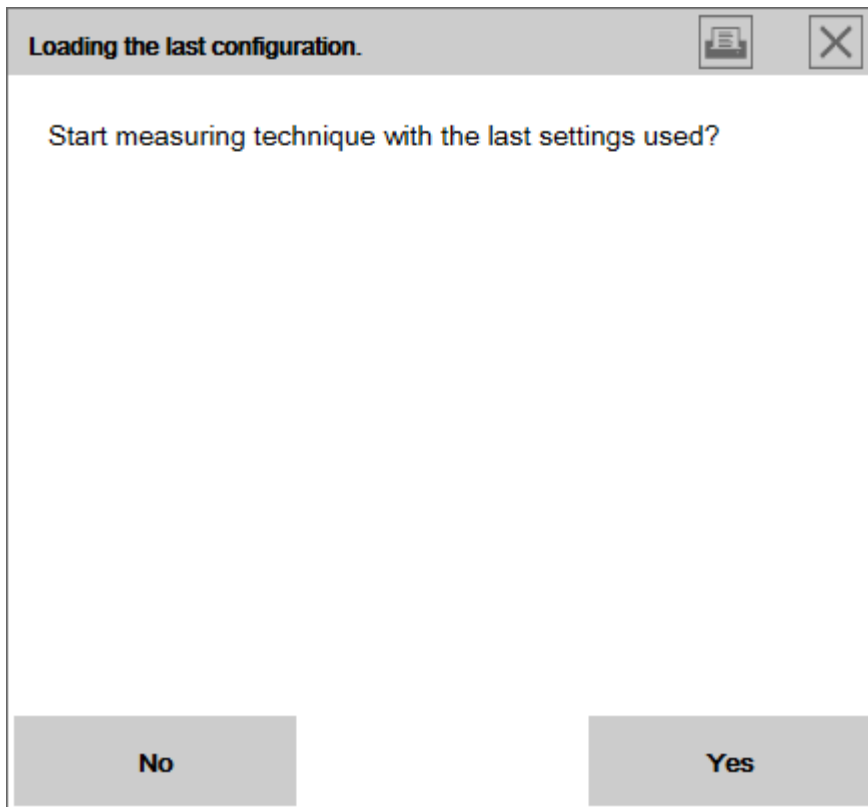 Loading the last configuration.
Start measuring technique with the last settings used?
No
Yes